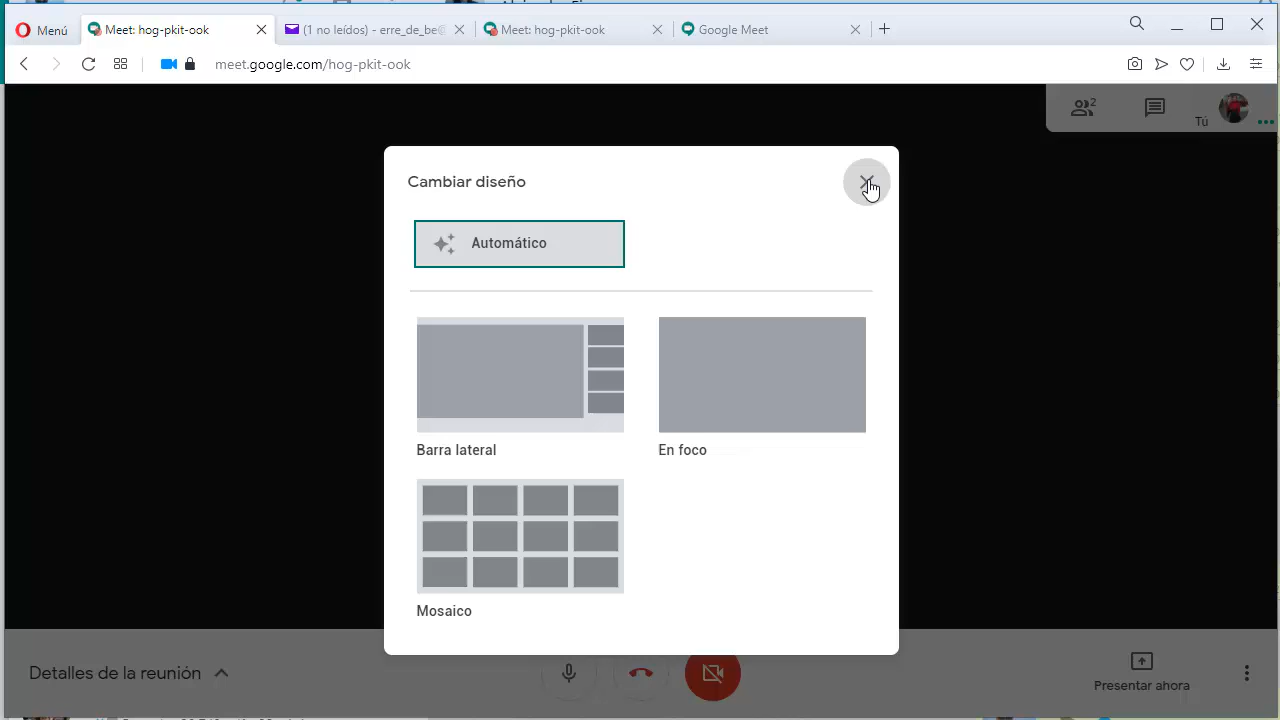 Menú
Meet: hog-pkit-ook
(1 no leídos) - erre_de_be
Meet: hog-pkit-ook
Google Meet
meet.google.com/hog-pkit-ook
2
Tú
Cambiar diseño
Automático
Barra lateral
En foco
Mosaico
Detalles de la reunión
Presentar ahora